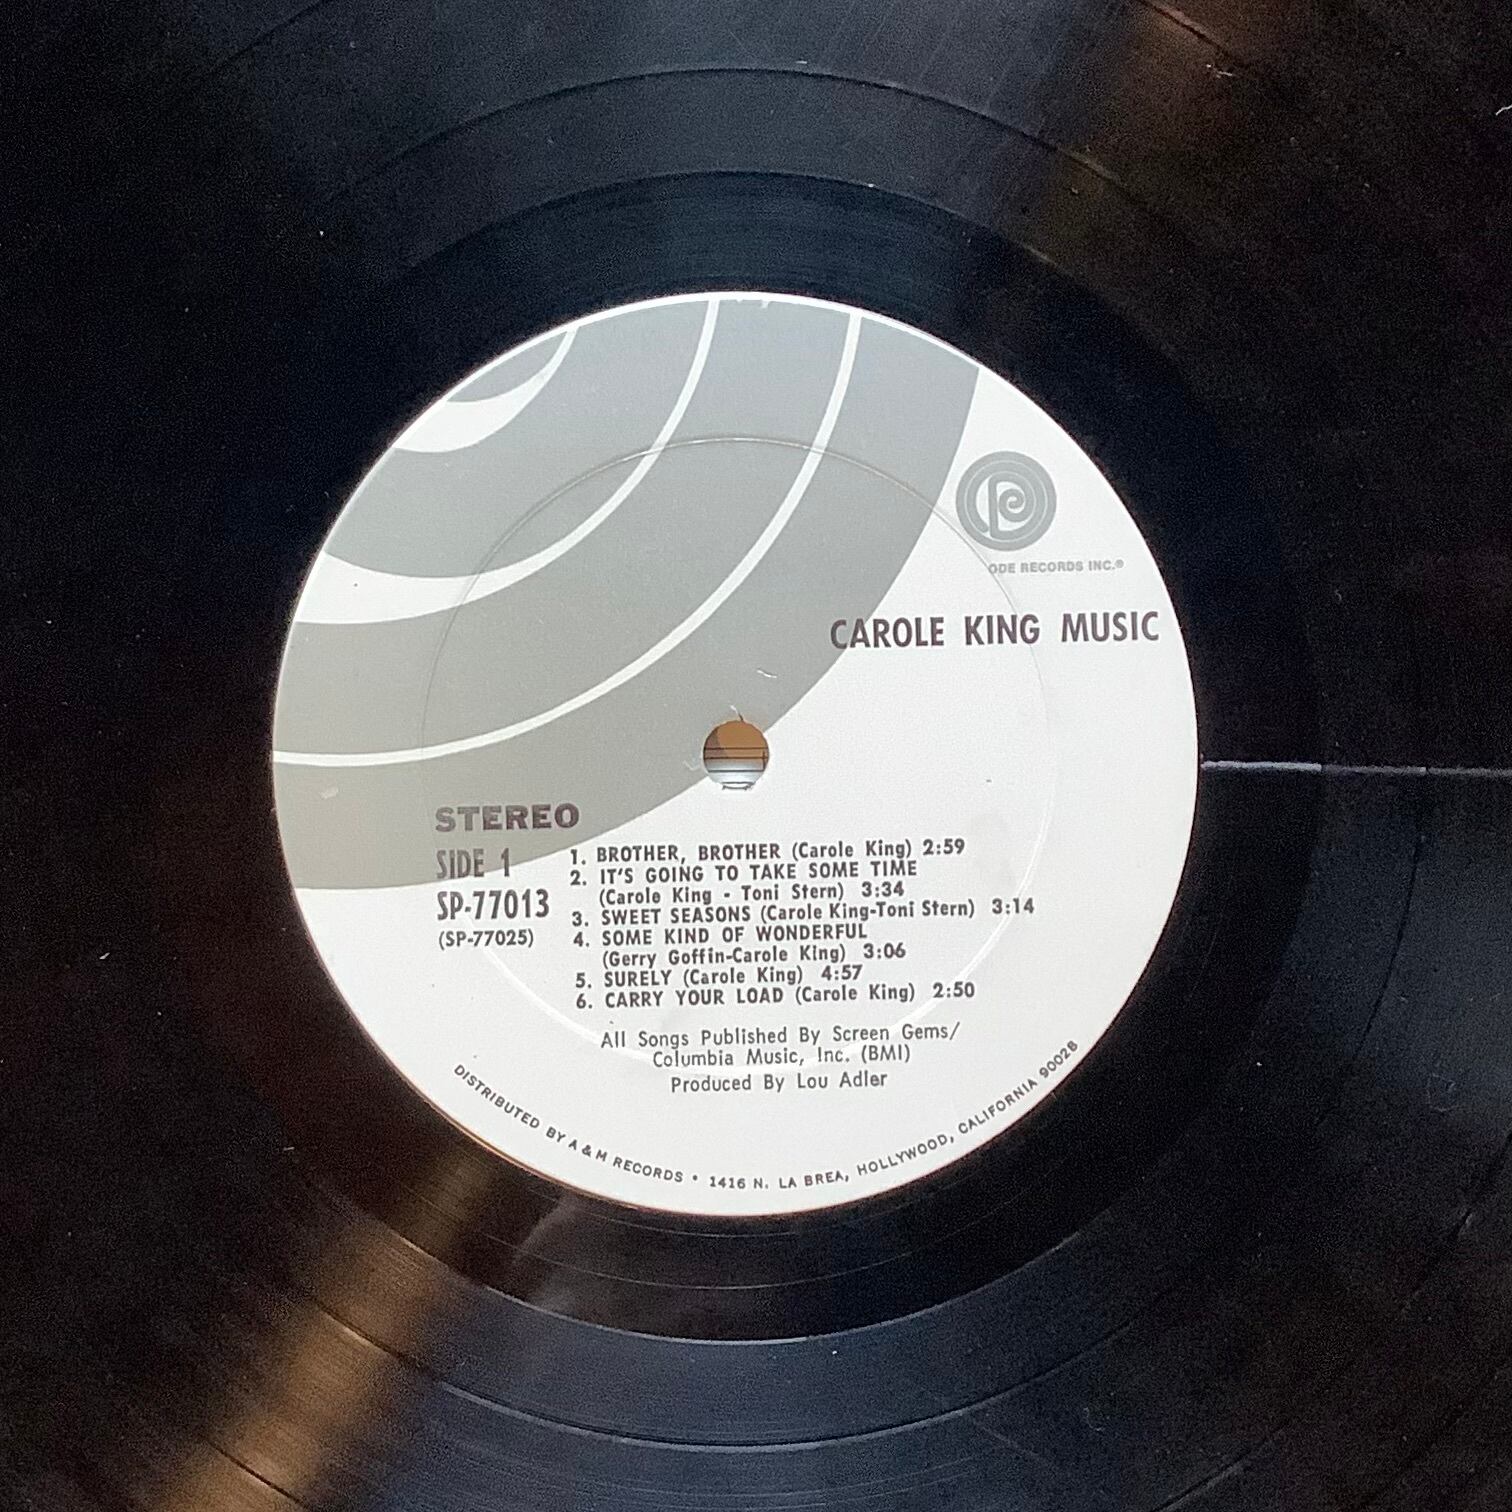 ODE RECORDS INC.®
CAROLE KING MUSIC
STEREO
SIDE 1
SP-77013
(SP-77025)
1. BROTHER, BROTHER (Carole King) 2:59
2. IT'S GOING TO TAKE SOME TIME
(Carole King - Toni Stern) 3:34
3. SWEET SEASONS (Carole King-Toni Stern) 3:14
4. SOME KIND OF WONDERFUL
(Gerry Goffin-Carole King) 3:06
5. SURELY (Carole King) 4:57
6. CARRY YOUR LOAD (Carole King) 2:50
All Songs Published By Screen Gems/
Columbia Music, Inc. (BMI)
Produced By Lou Adler
DISTRIBUTED BY A & M RECORDS • 1416 N. LA BREA, HOLLYWOOD, CALIFORNIA 90028